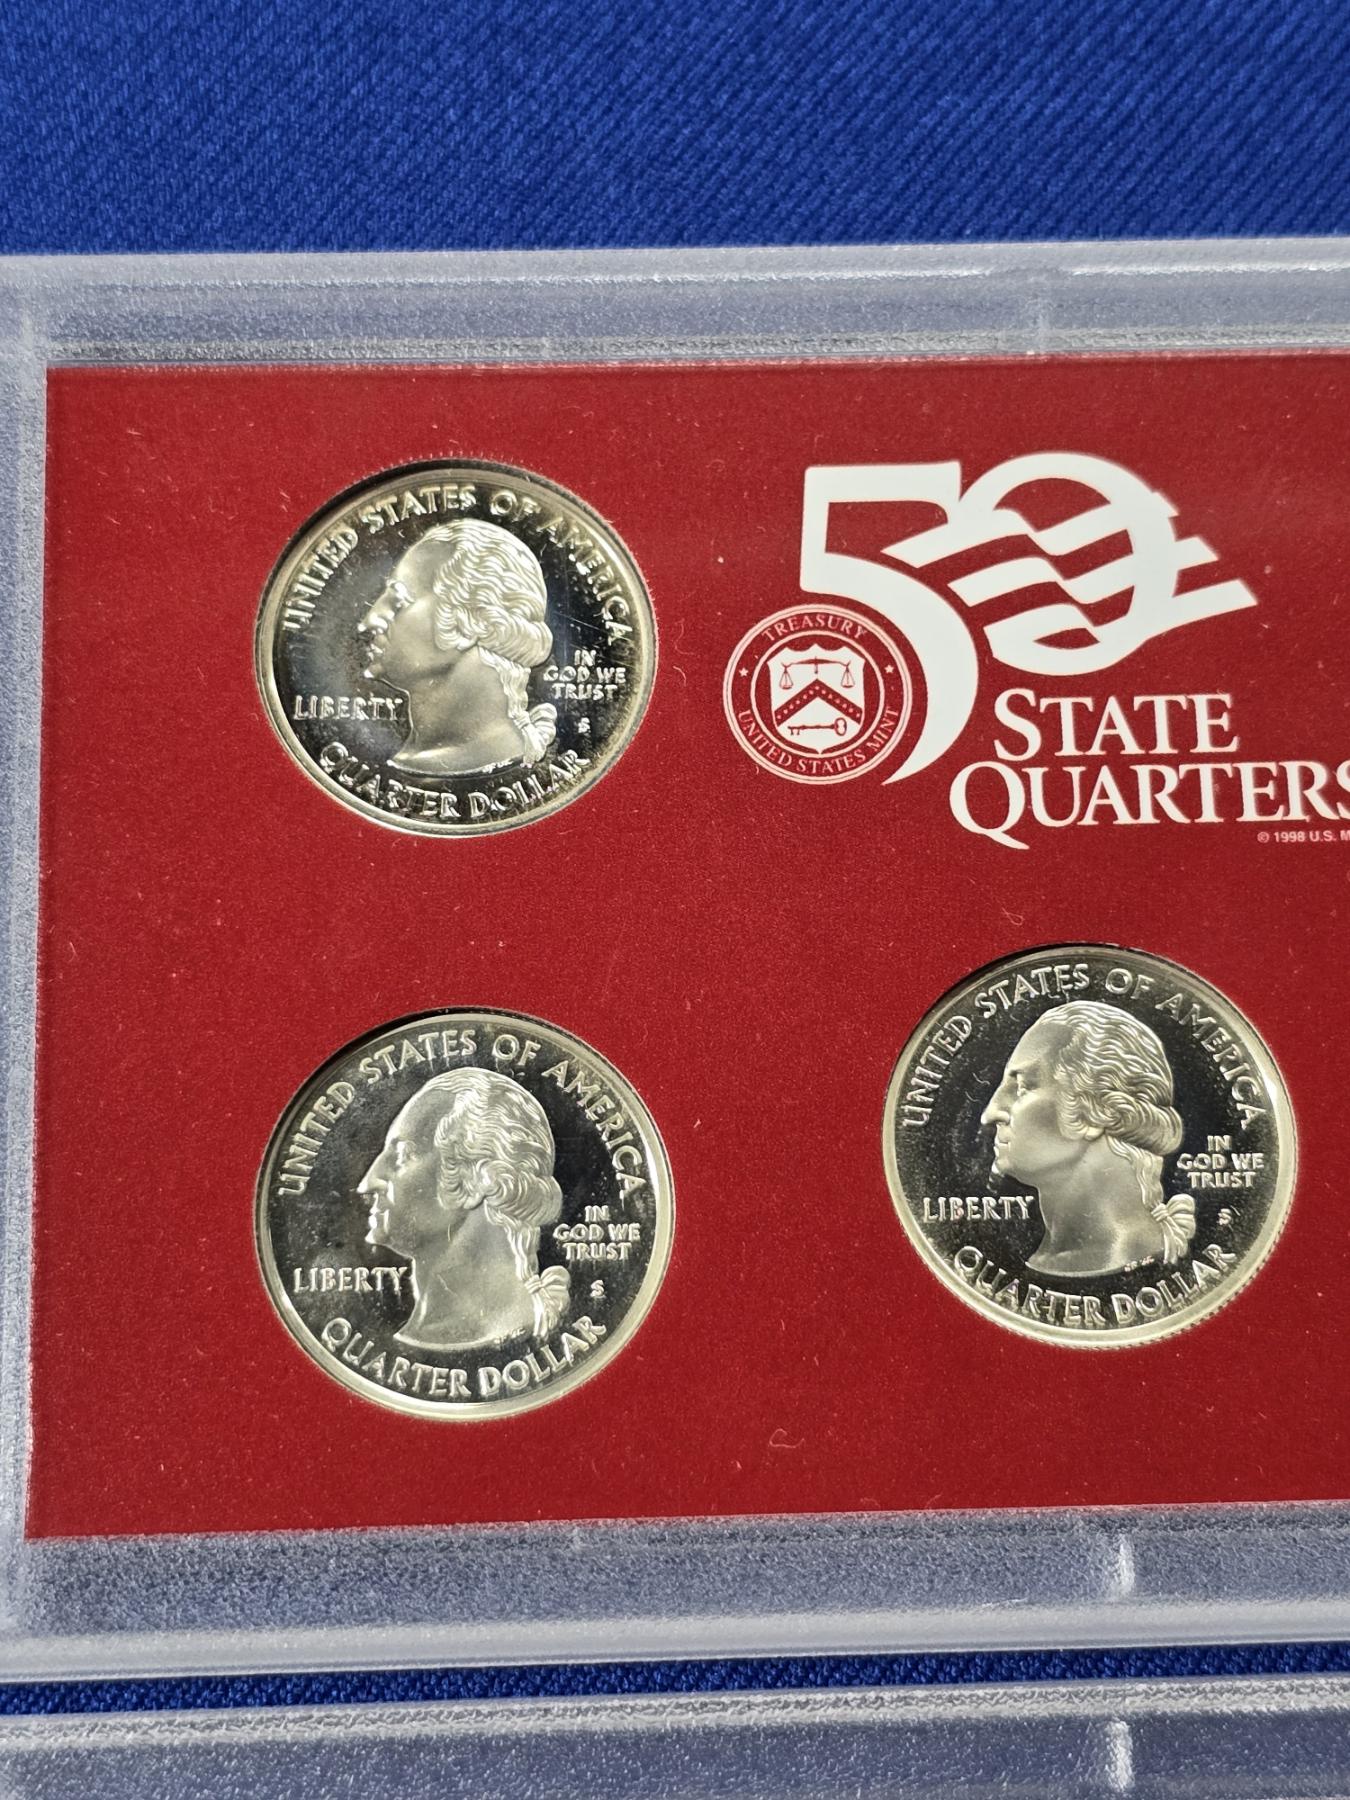 UNITED STATES OF AMERICA
IN
GOD WE
TRUST
LIBERTY
S
QUARTER DOLLAR
50
TREASURY
UNITED STATES MINT
STATE
QUARTERS
© 1998 U.S. M
UNITED STATES OF AMERICA
IN
GOD WE
TRUST
LIBERTY
S
QUARTER DOLLAR
UNITED STATES OF AMERICA
IN
GOD WE
TRUST
LIBERTY
S
QUARTER DOLLAR